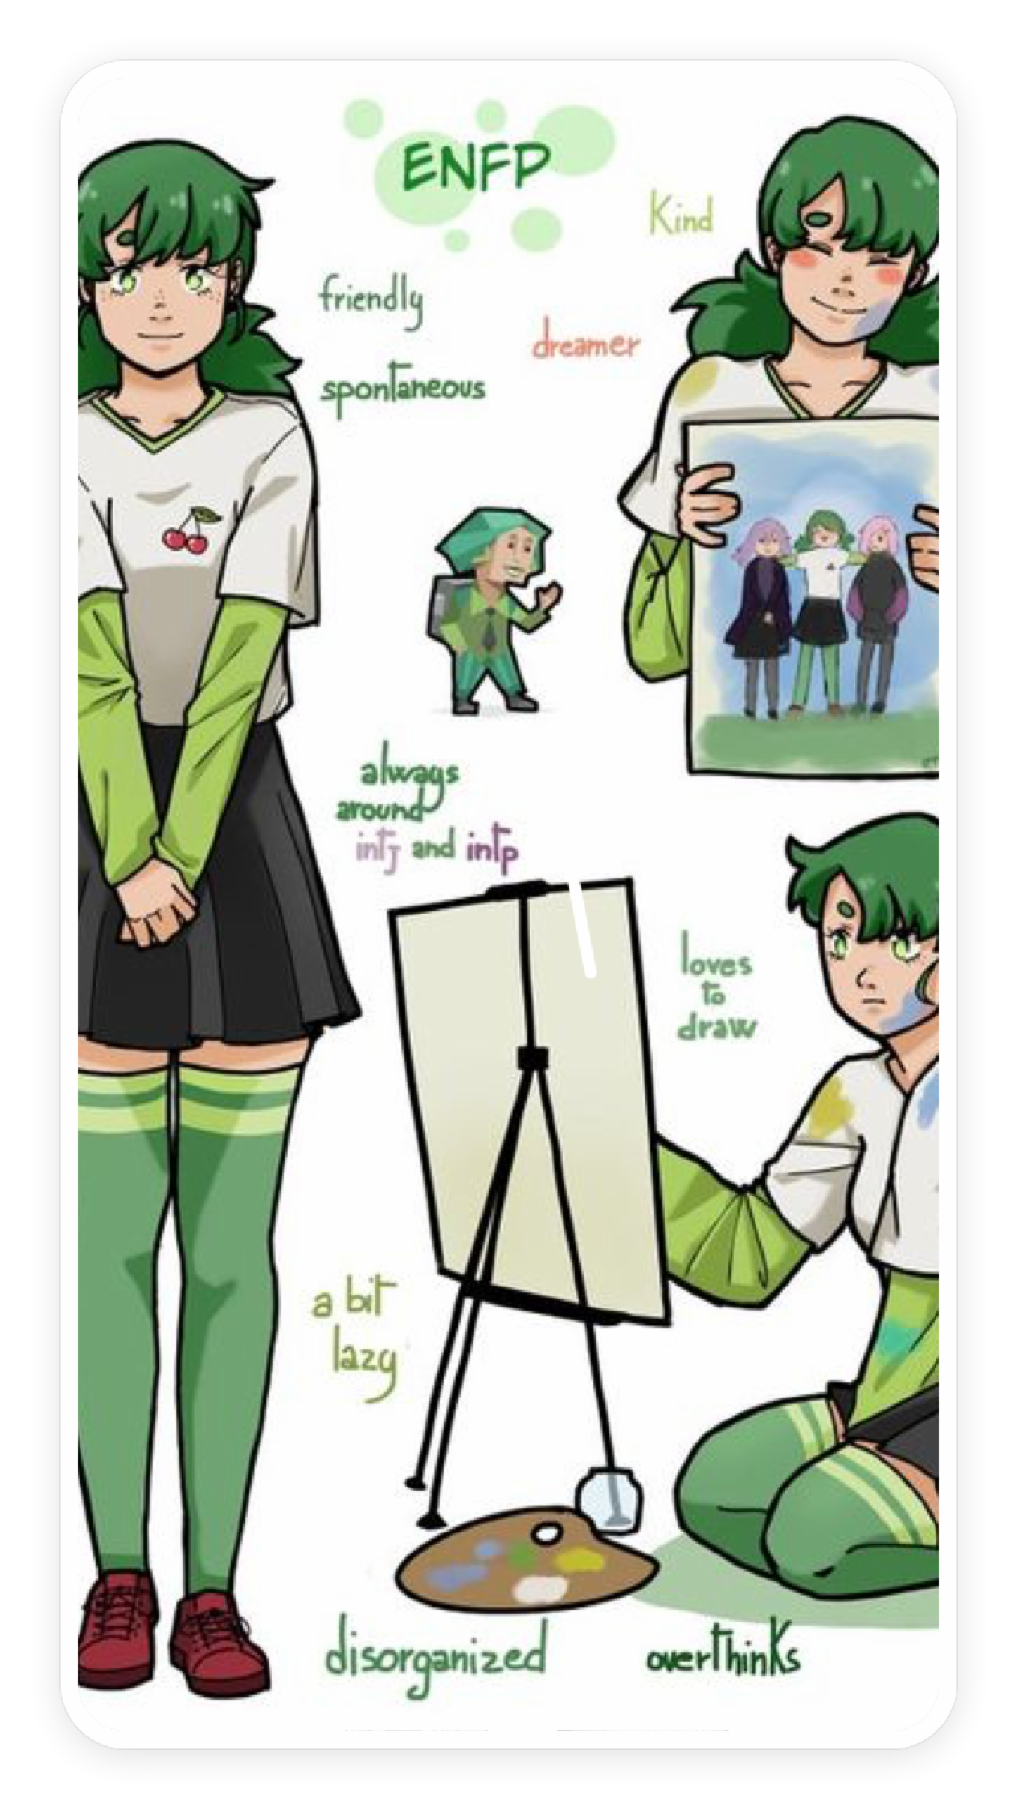 ENFP
Kind
friendly
dreamer
spontaneous
always
around
intj and intp
loves
to
draw
a bit
lazy
disorganized
overthinks